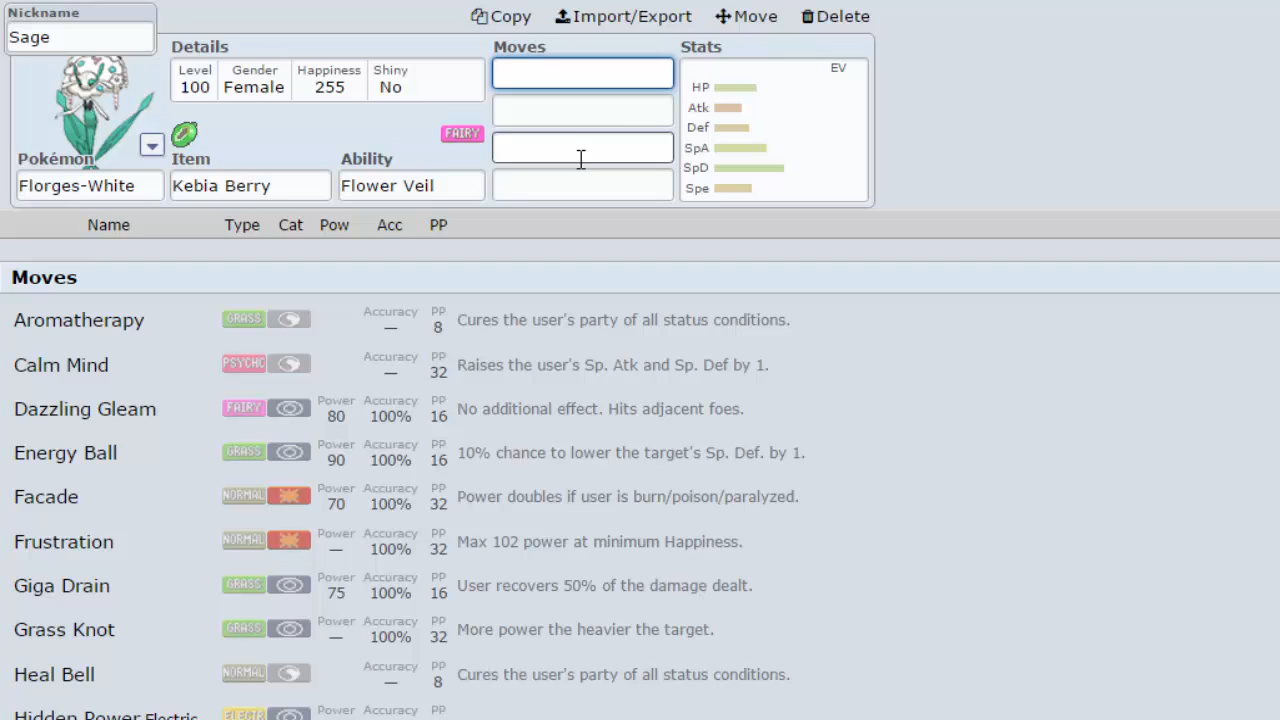 Nickname
Sage
Copy Import/Export Move Delete
Details
Level Gender Happiness Shiny
100 Female 255 No
FAIRY
Pokémon Item Ability
Florges-White Kebia Berry Flower Veil
Moves
Stats
EV
HP
Atk
Def
SpA
SpD
Spe
Name Type Cat Pow Acc PP
Moves
Aromatherapy GRASS Accuracy — PP 8 Cures the user's party of all status conditions.
Calm Mind PSYCHC Accuracy — PP 32 Raises the user's Sp. Atk and Sp. Def by 1.
Dazzling Gleam FAIRY Power 80 Accuracy 100% PP 16 No additional effect. Hits adjacent foes.
Energy Ball GRASS Power 90 Accuracy 100% PP 16 10% chance to lower the target's Sp. Def. by 1.
Facade NORMAL Power 70 Accuracy 100% PP 32 Power doubles if user is burn/poison/paralyzed.
Frustration NORMAL Power — Accuracy 100% PP 32 Max 102 power at minimum Happiness.
Giga Drain GRASS Power 75 Accuracy 100% PP 16 User recovers 50% of the damage dealt.
Grass Knot GRASS Power — Accuracy 100% PP 32 More power the heavier the target.
Heal Bell NORMAL Accuracy — PP 8 Cures the user's party of all status conditions.
Hidden Power Electric ELECTR Power Accuracy PP